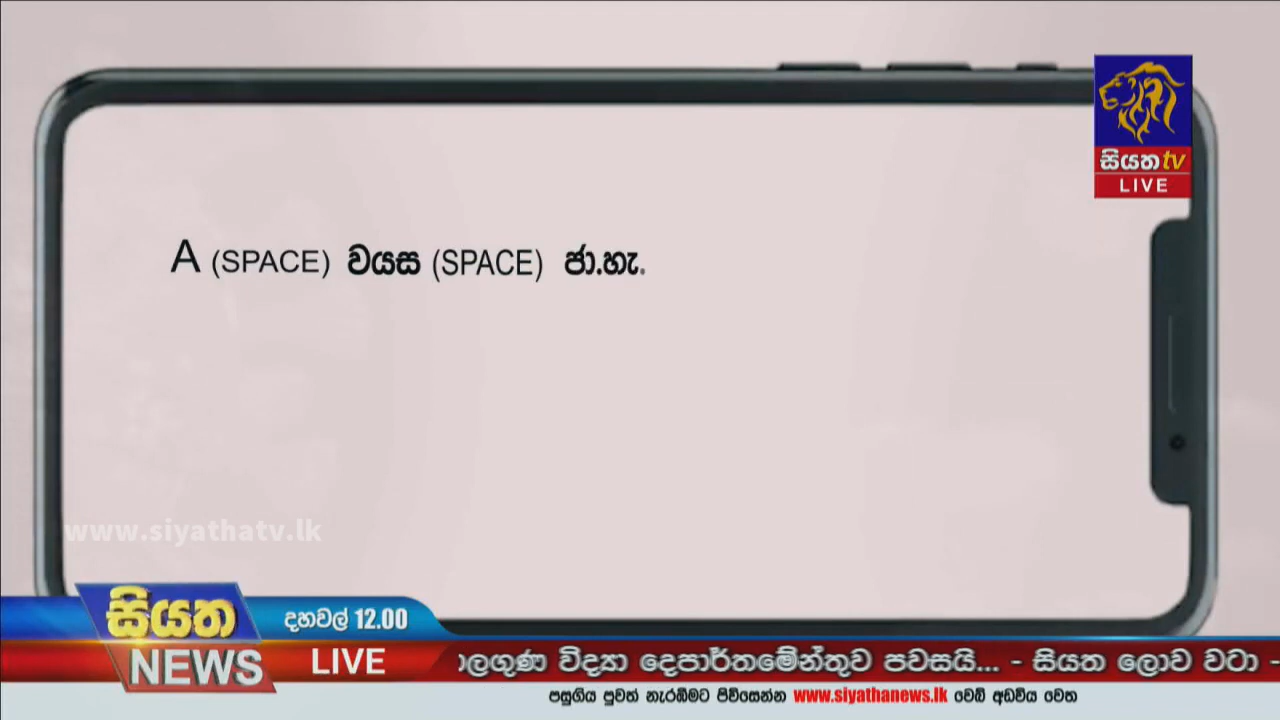 සියත tv
LIVE
A (SPACE) වයස (SPACE) ජා.හැ.
www.siyathatv.lk
සියත
NEWS
දහවල් 12.00
LIVE
ාලගුණ විද්‍යා දෙපාර්තමේන්තුව පවසයි... - සියත ලොව වටා -
පසුගිය පුවත් නැරඹීමට පිවිසෙන්න www.siyathanews.lk වෙබ් අඩවිය වෙත